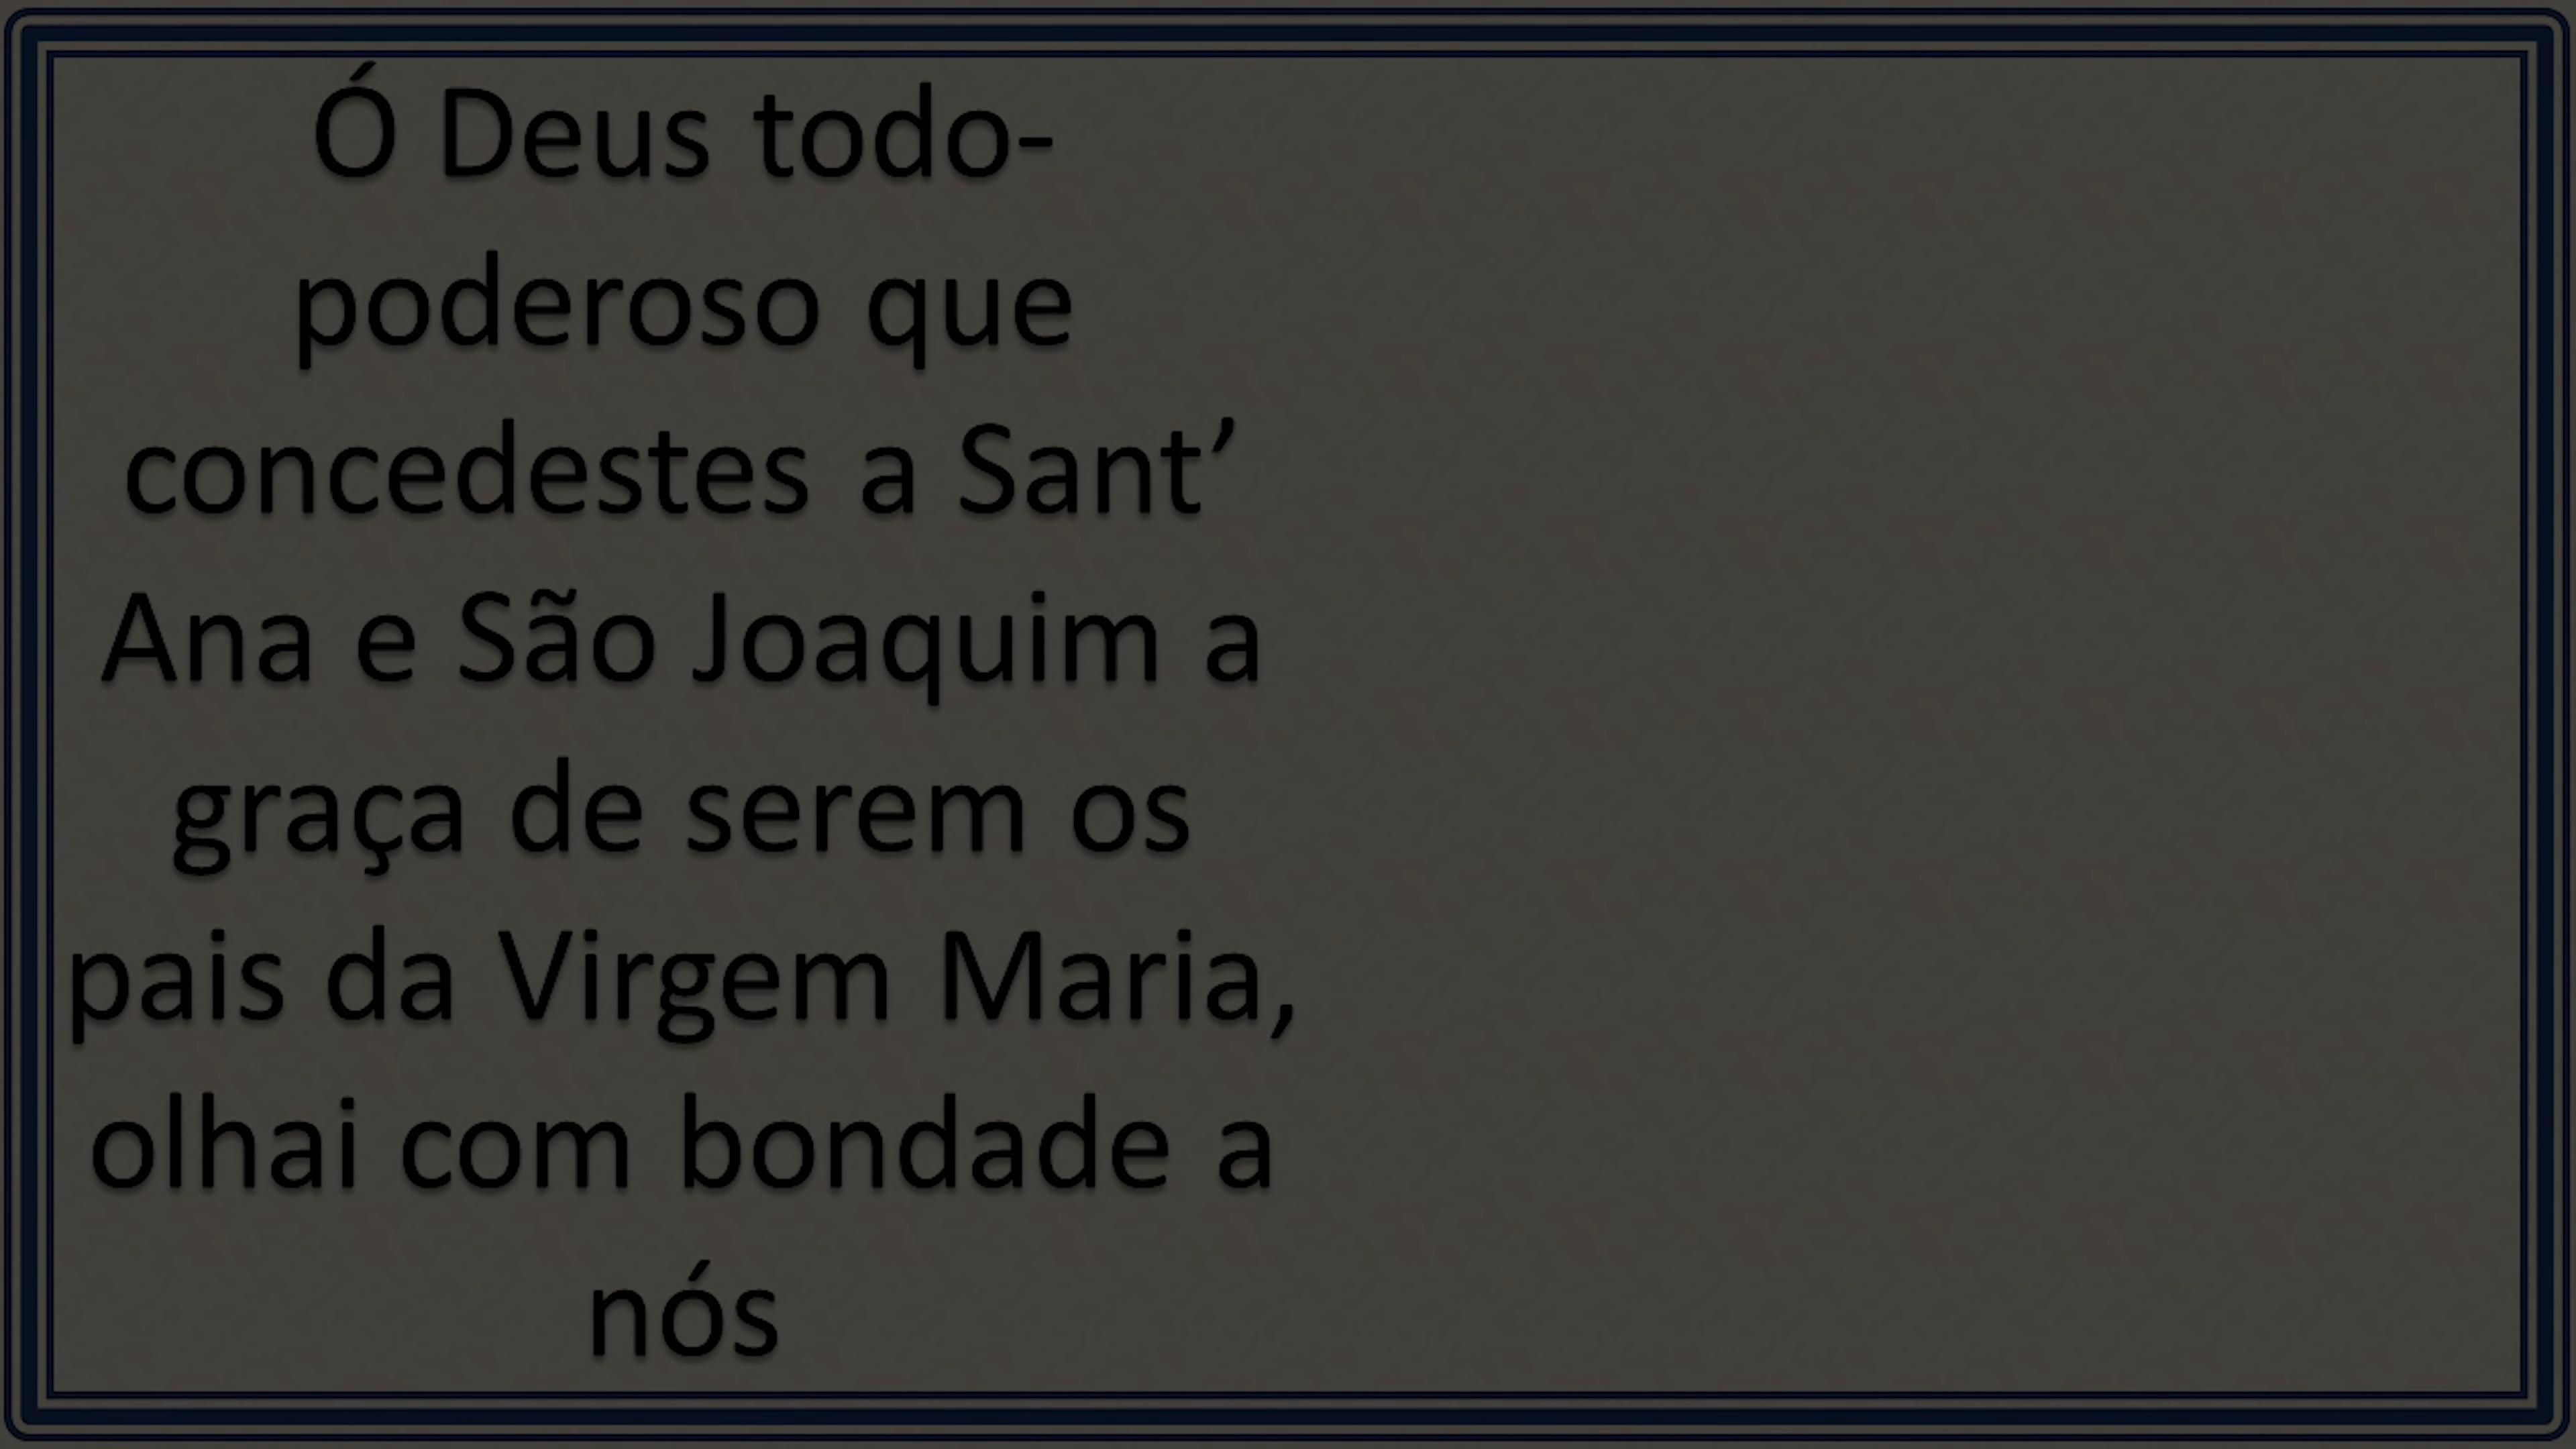 Ó Deus todo-
poderoso que
concedestes a Sant’
Ana e São Joaquim a
graça de serem os
pais da Virgem Maria,
olhai com bondade a
nós